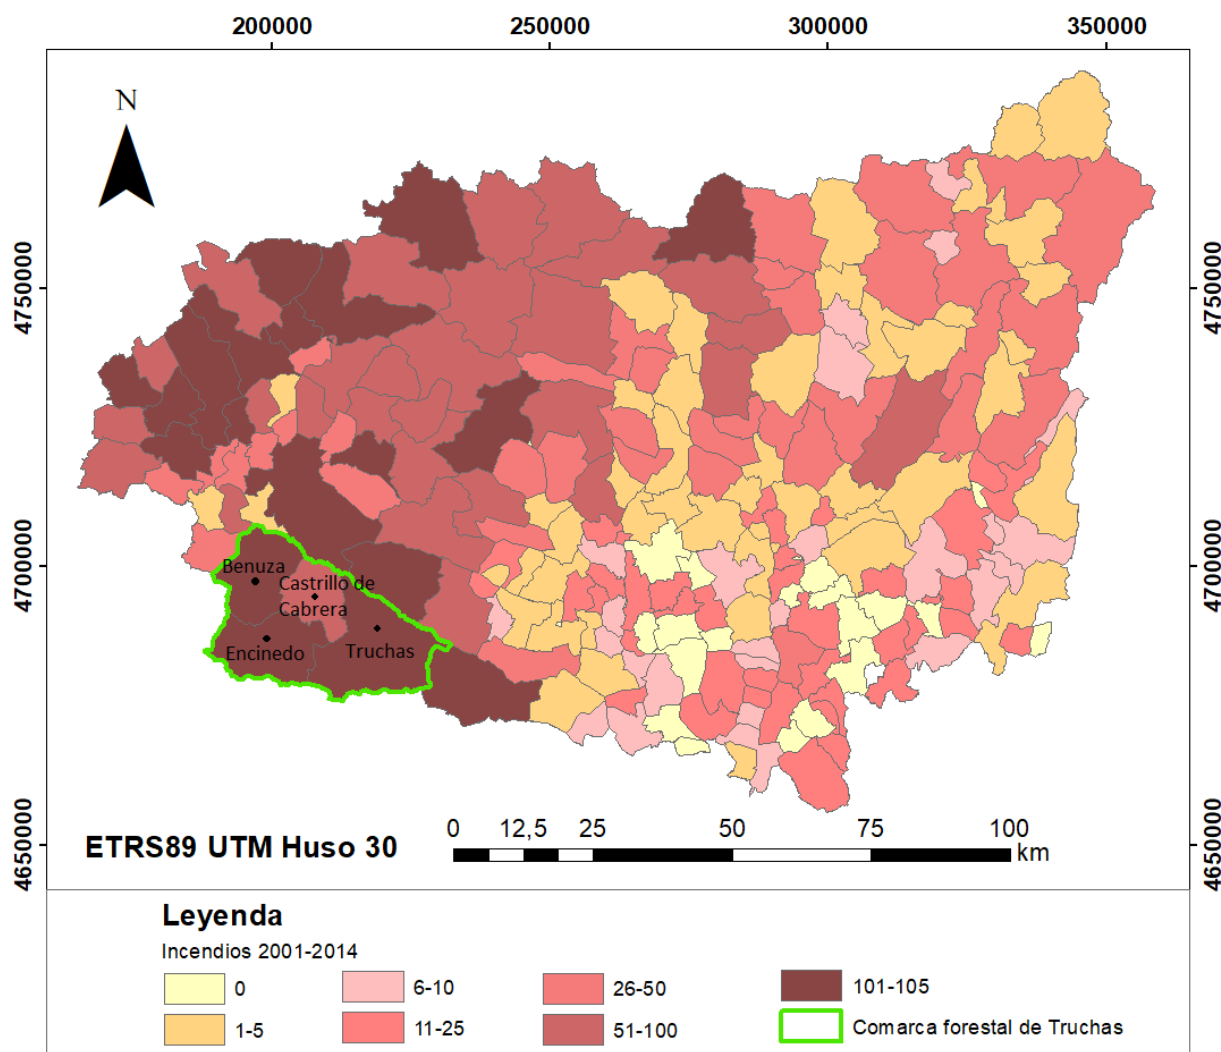 200000 250000 300000 350000
N
4750000 4750000
4700000 4700000
Benuza
Castrillo de
Cabrera
Encinedo
Truchas
4650000 4650000
ETRS89 UTM Huso 30
0 12,5 25 50 75 100
km
Leyenda
Incendios 2001-2014
0 6-10 26-50 101-105
1-5 11-25 51-100 Comarca forestal de Truchas